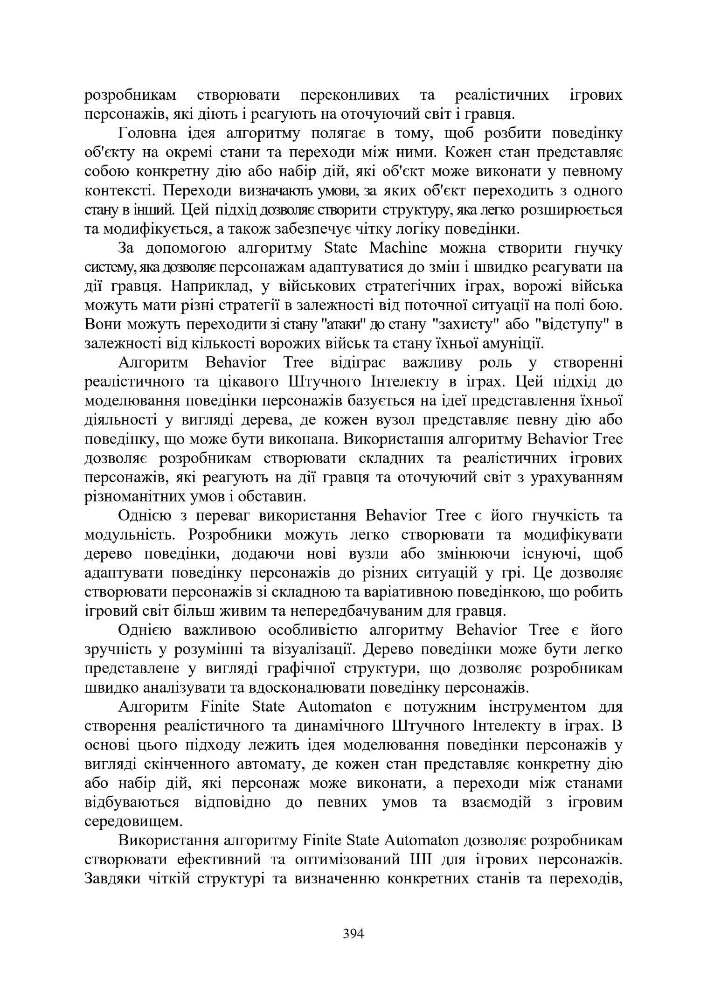 розробникам створювати переконливих та реалістичних ігрових
персонажів, які діють і реагують на оточуючий світ і гравця.
Головна ідея алгоритму полягає в тому, щоб розбити поведінку
об'єкту на окремі стани та переходи між ними. Кожен стан представляє
собою конкретну дію або набір дій, які об'єкт може виконати у певному
контексті. Переходи визначають умови, за яких об'єкт переходить з одного
стану в інший. Цей підхід дозволяє створити структуру, яка легко розширюється
та модифікується, а також забезпечує чітку логіку поведінки.
За допомогою алгоритму State Machine можна створити гнучку
систему, яка дозволяє персонажам адаптуватися до змін і швидко реагувати на
дії гравця. Наприклад, у військових стратегічних іграх, ворожі війська
можуть мати різні стратегії в залежності від поточної ситуації на полі бою.
Вони можуть переходити зі стану "атаки" до стану "захисту" або "відступу" в
залежності від кількості ворожих військ та стану їхньої амуніції.
Алгоритм Behavior Tree відіграє важливу роль у створенні
реалістичного та цікавого Штучного Інтелекту в іграх. Цей підхід до
моделювання поведінки персонажів базується на ідеї представлення їхньої
діяльності у вигляді дерева, де кожен вузол представляє певну дію або
поведінку, що може бути виконана. Використання алгоритму Behavior Tree
дозволяє розробникам створювати складних та реалістичних ігрових
персонажів, які реагують на дії гравця та оточуючий світ з урахуванням
різноманітних умов і обставин.
Однією з переваг використання Behavior Tree є його гнучкість та
модульність. Розробники можуть легко створювати та модифікувати
дерево поведінки, додаючи нові вузли або змінюючи існуючі, щоб
адаптувати поведінку персонажів до різних ситуацій у грі. Це дозволяє
створювати персонажів зі складною та варіативною поведінкою, що робить
ігровий світ більш живим та непередбачуваним для гравця.
Однією важливою особливістю алгоритму Behavior Tree є його
зручність у розумінні та візуалізації. Дерево поведінки може бути легко
представлене у вигляді графічної структури, що дозволяє розробникам
швидко аналізувати та вдосконалювати поведінку персонажів.
Алгоритм Finite State Automaton є потужним інструментом для
створення реалістичного та динамічного Штучного Інтелекту в іграх. В
основі цього підходу лежить ідея моделювання поведінки персонажів у
вигляді скінченного автомату, де кожен стан представляє конкретну дію
або набір дій, які персонаж може виконати, а переходи між станами
відбуваються відповідно до певних умов та взаємодій з ігровим
середовищем.
Використання алгоритму Finite State Automaton дозволяє розробникам
створювати ефективний та оптимізований ШІ для ігрових персонажів.
Завдяки чіткій структурі та визначенню конкретних станів та переходів,
394